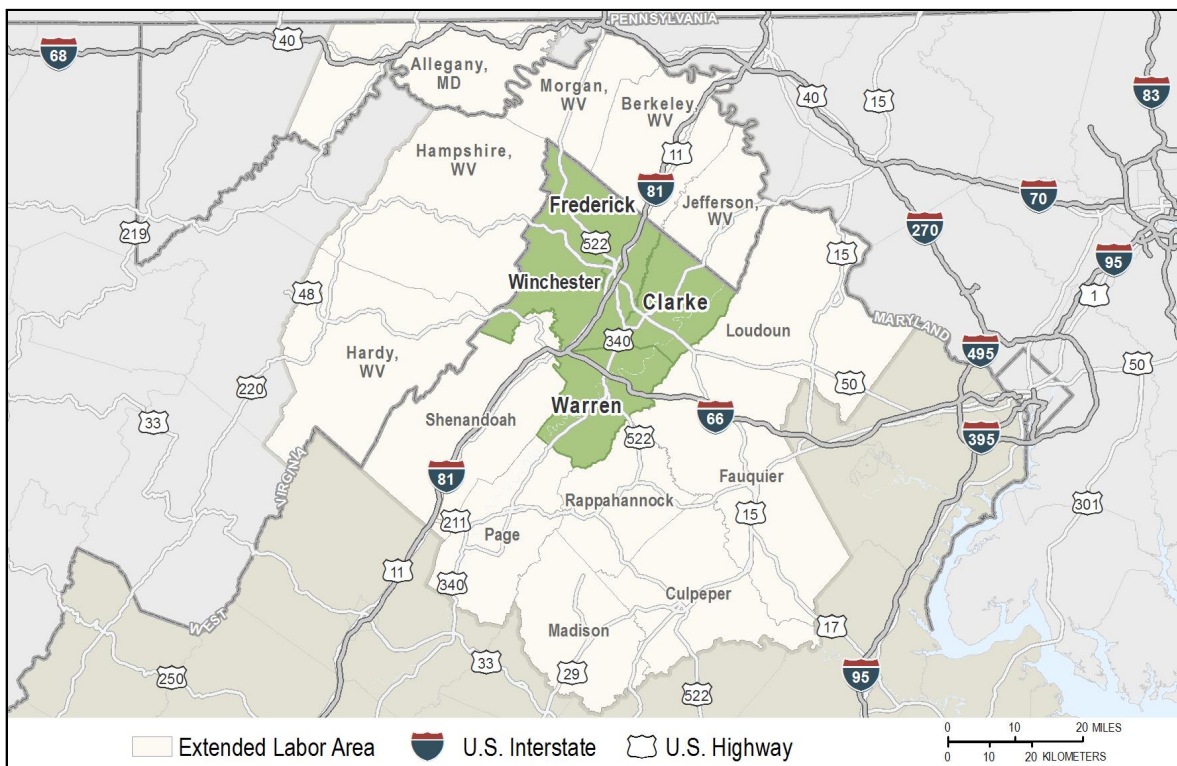 PENNSYLVANIA
68
40
83
Allegany,
MD
Morgan,
WV
Berkeley,
WV
40
15
Hampshire,
WV
11
81
70
Frederick
Jefferson,
WV
219
522
270
15
95
48
Winchester
Clarke
1
MARYLAND
Loudoun
340
495
Hardy,
WV
50
220
50
Warren
66
33
Shenandoah
522
395
Fauquier
81
VIRGINIA
Rappahannock
211
15
301
Page
11
340
Culpeper
WEST
Madison
17
33
250
29
95
522
Extended Labor Area
U.S. Interstate
U.S. Highway
0 10 20 MILES
0 10 20 KILOMETERS